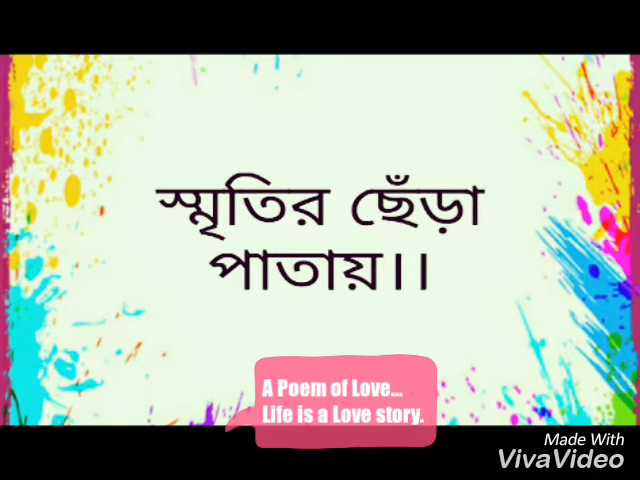 স্মৃতির ছেঁড়া
পাতায়।।
A Poem of Love...
Life is a Love story.
Made With
VivaVideo